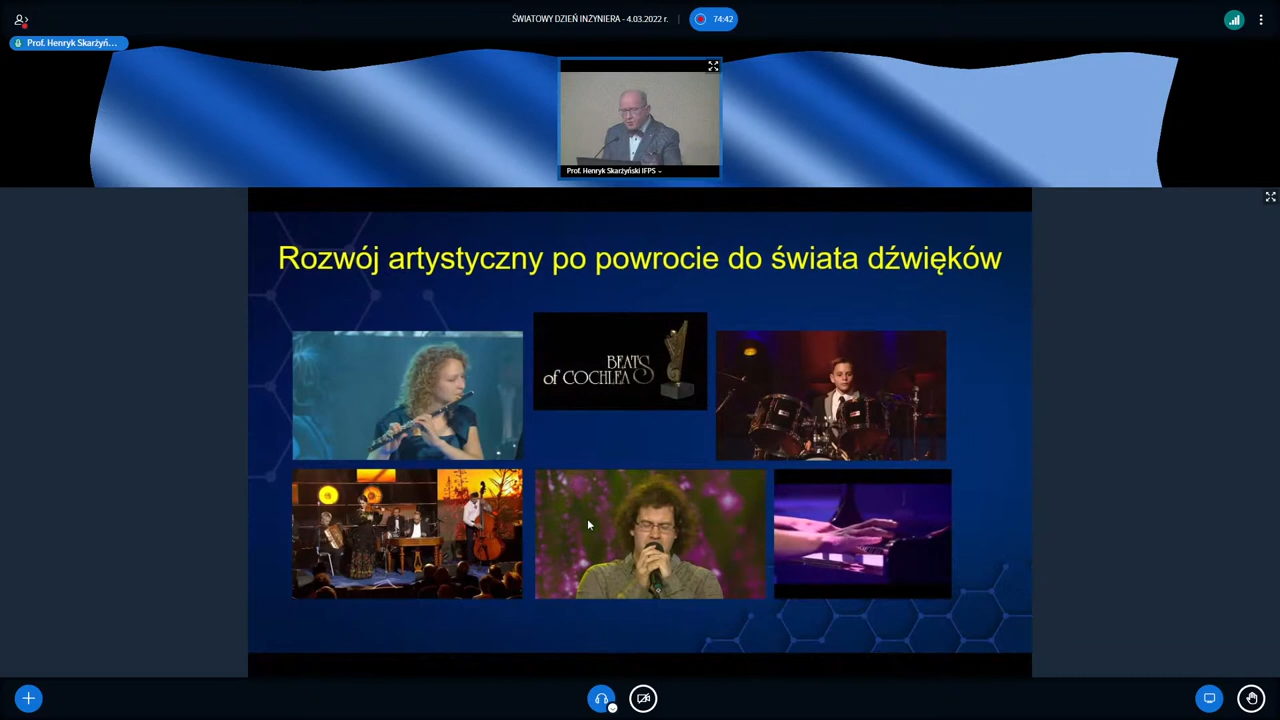 ŚWIATOWY DZIEŃ INŻYNIERA - 4.03.2022 r.
74:42
Prof. Henryk Skarżyń...
Prof. Henryk Skarżyński IFPS
Rozwój artystyczny po powrocie do świata dźwięków
BEATS
of COCHLEA